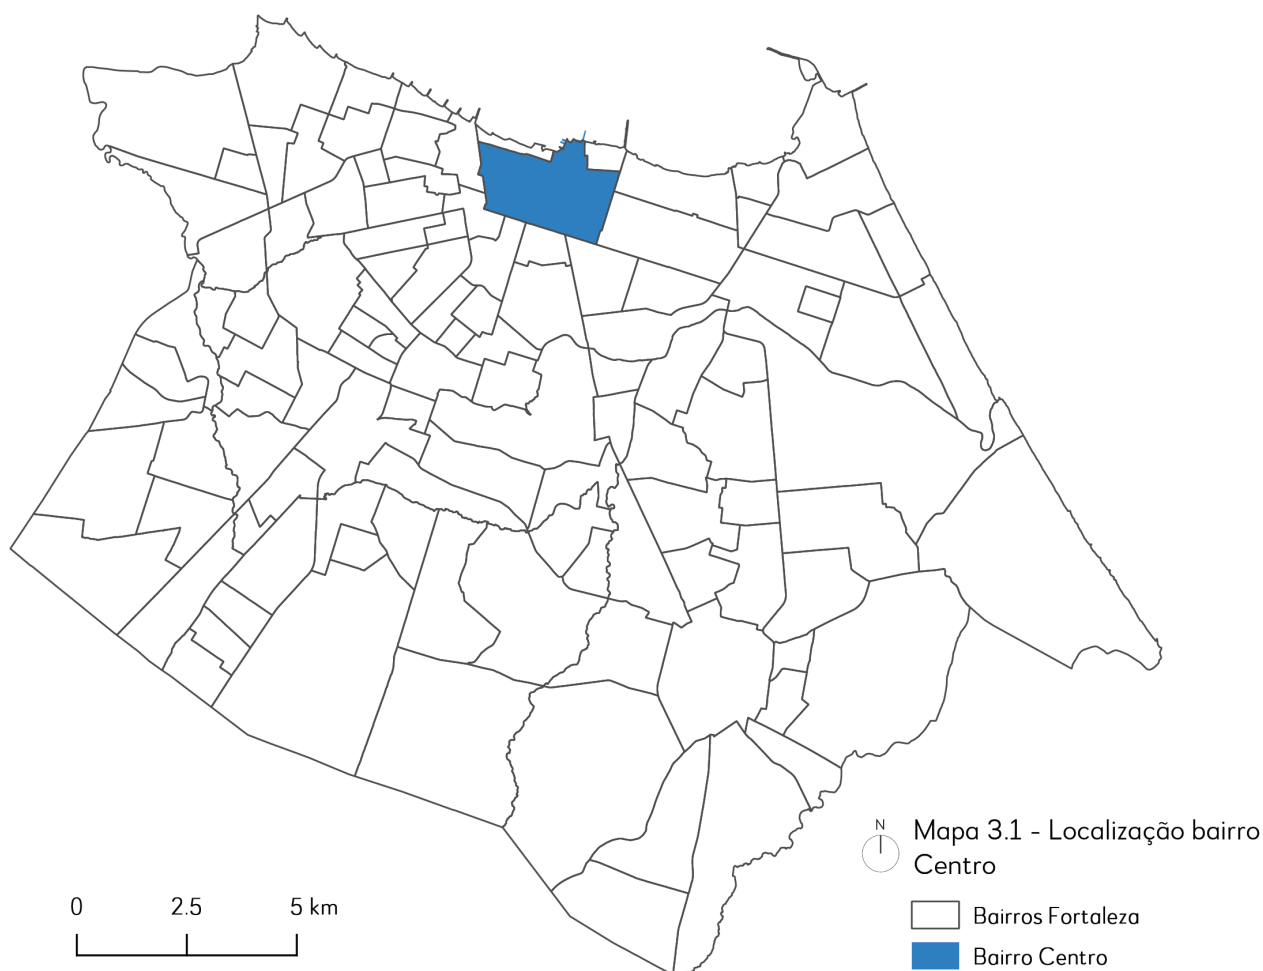 N
Mapa 3.1 - Localização bairro
Centro
0 2.5 5 km
Bairros Fortaleza
Bairro Centro